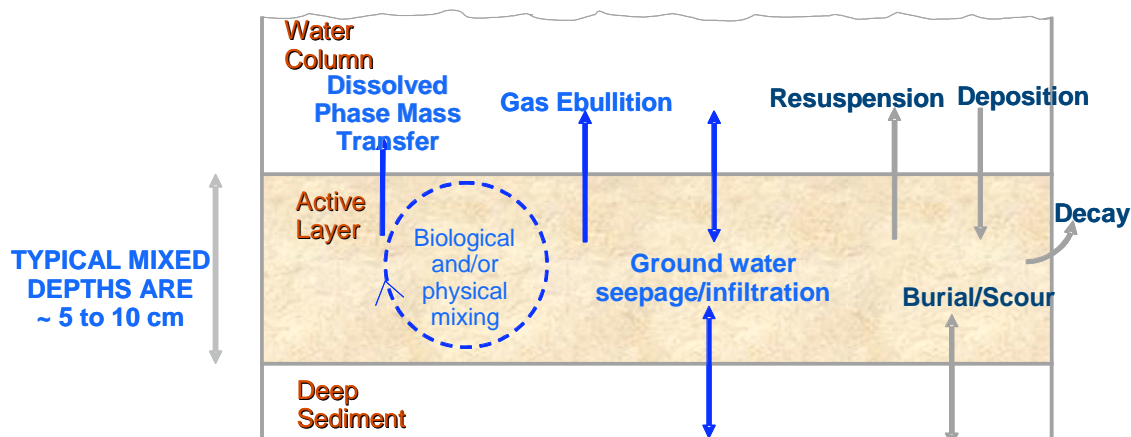 Water
Column
Dissolved
Phase Mass
Transfer
Gas Ebullition
Resuspension
Deposition
Active
Layer
Decay
Biological
and/or
physical
mixing
Ground water
seepage/infiltration
Burial/Scour
TYPICAL MIXED
DEPTHS ARE
~ 5 to 10 cm
Deep
Sediment